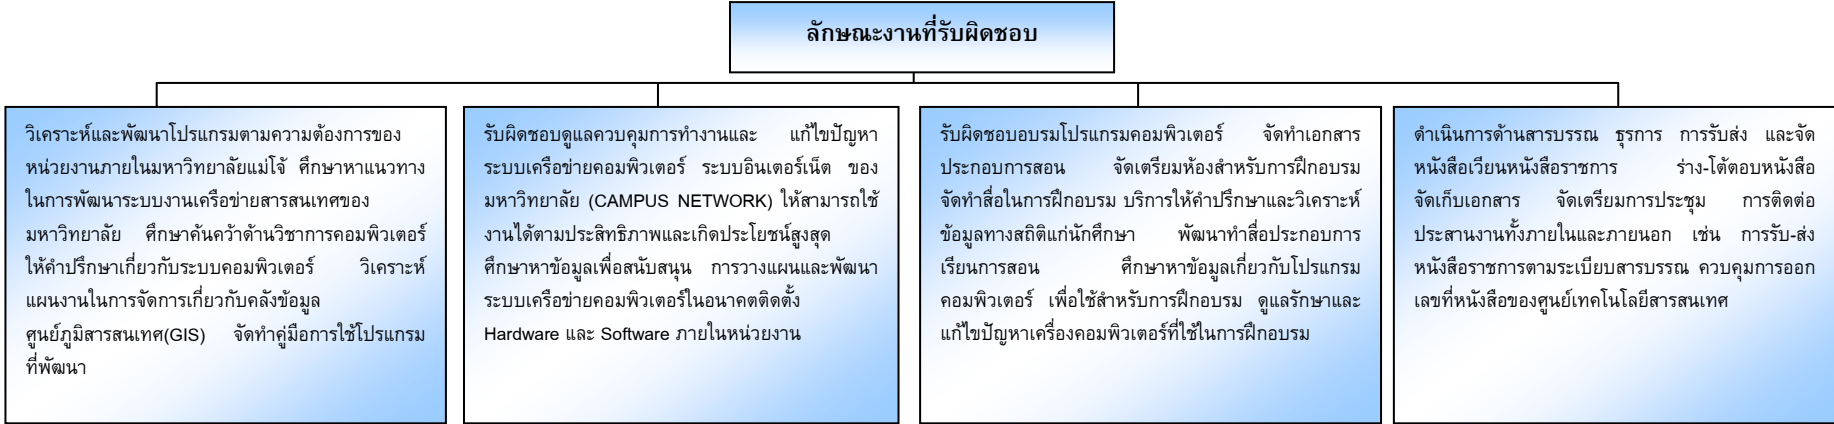 ลักษณะงานที่รับผิดชอบ
วิเคราะห์และพัฒนาโปรแกรมตามความต้องการของ
หน่วยงานภายในมหาวิทยาลัยแม่โจ้ ศึกษาหาแนวทาง
ในการพัฒนาระบบงานเครือข่ายสารสนเทศของ
มหาวิทยาลัย ศึกษาค้นคว้าด้านวิชาการคอมพิวเตอร์
ให้คำปรึกษาเกี่ยวกับระบบคอมพิวเตอร์ วิเคราะห์
แผนงานในการจัดการเกี่ยวกับคลังข้อมูล
ศูนย์ภูมิสารสนเทศ(GIS) จัดทำคู่มือการใช้โปรแกรม
ที่พัฒนา
รับผิดชอบดูแลควบคุมการทำงานและ แก้ไขปัญหา
ระบบเครือข่ายคอมพิวเตอร์ ระบบอินเตอร์เน็ต ของ
มหาวิทยาลัย (CAMPUS NETWORK) ให้สามารถใช้
งานได้ตามประสิทธิภาพและเกิดประโยชน์สูงสุด
ศึกษาหาข้อมูลเพื่อสนับสนุน การวางแผนและพัฒนา
ระบบเครือข่ายคอมพิวเตอร์ในอนาคตติดตั้ง
Hardware และ Software ภายในหน่วยงาน
รับผิดชอบอบรมโปรแกรมคอมพิวเตอร์ จัดทำเอกสาร
ประกอบการสอน จัดเตรียมห้องสำหรับการฝึกอบรม
จัดทำสื่อในการฝึกอบรม บริการให้คำปรึกษาและวิเคราะห์
ข้อมูลทางสถิติแก่นักศึกษา พัฒนาทำสื่อประกอบการ
เรียนการสอน ศึกษาหาข้อมูลเกี่ยวกับโปรแกรม
คอมพิวเตอร์ เพื่อใช้สำหรับการฝึกอบรม ดูแลรักษาและ
แก้ไขปัญหาเครื่องคอมพิวเตอร์ที่ใช้ในการฝึกอบรม
ดำเนินการด้านสารบรรณ ธุรการ การรับส่ง และจัด
หนังสือเวียนหนังสือราชการ ร่าง-โต้ตอบหนังสือ
จัดเก็บเอกสาร จัดเตรียมการประชุม การติดต่อ
ประสานงานทั้งภายในและภายนอก เช่น การรับ-ส่ง
หนังสือราชการตามระเบียบสารบรรณ ควบคุมการออก
เลขที่หนังสือของศูนย์เทคโนโลยีสารสนเทศ